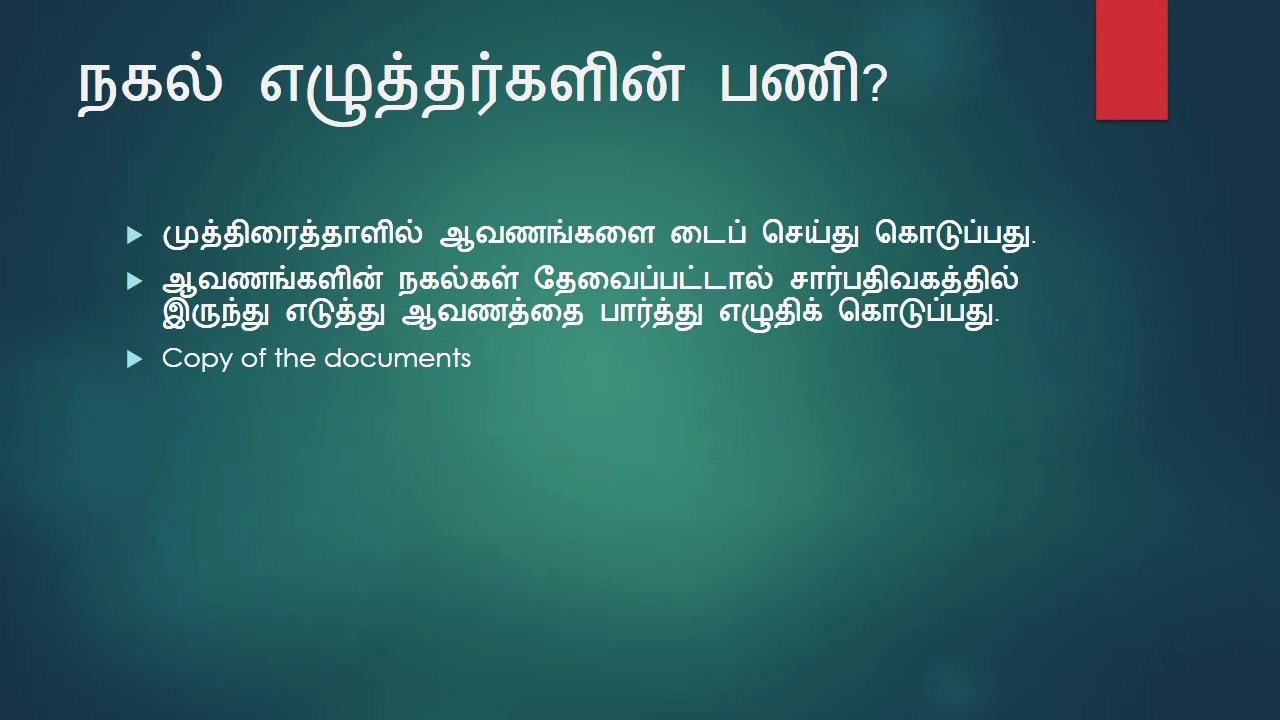 நகல் எழுத்தர்களின் பணி?
முத்திரைத்தாளில் ஆவணங்களை டைப் செய்து கொடுப்பது.
ஆவணங்களின் நகல்கள் தேவைப்பட்டால் சார்பதிவகத்தில்
இருந்து எடுத்து ஆவணத்தை பார்த்து எழுதிக் கொடுப்பது.
Copy of the documents